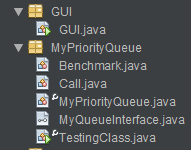 GUI
GUI.java
MyPriorityQueue
Benchmark.java
Call.java
MyPriorityQueue.java
MyQueueInterface.java
TestingClass.java